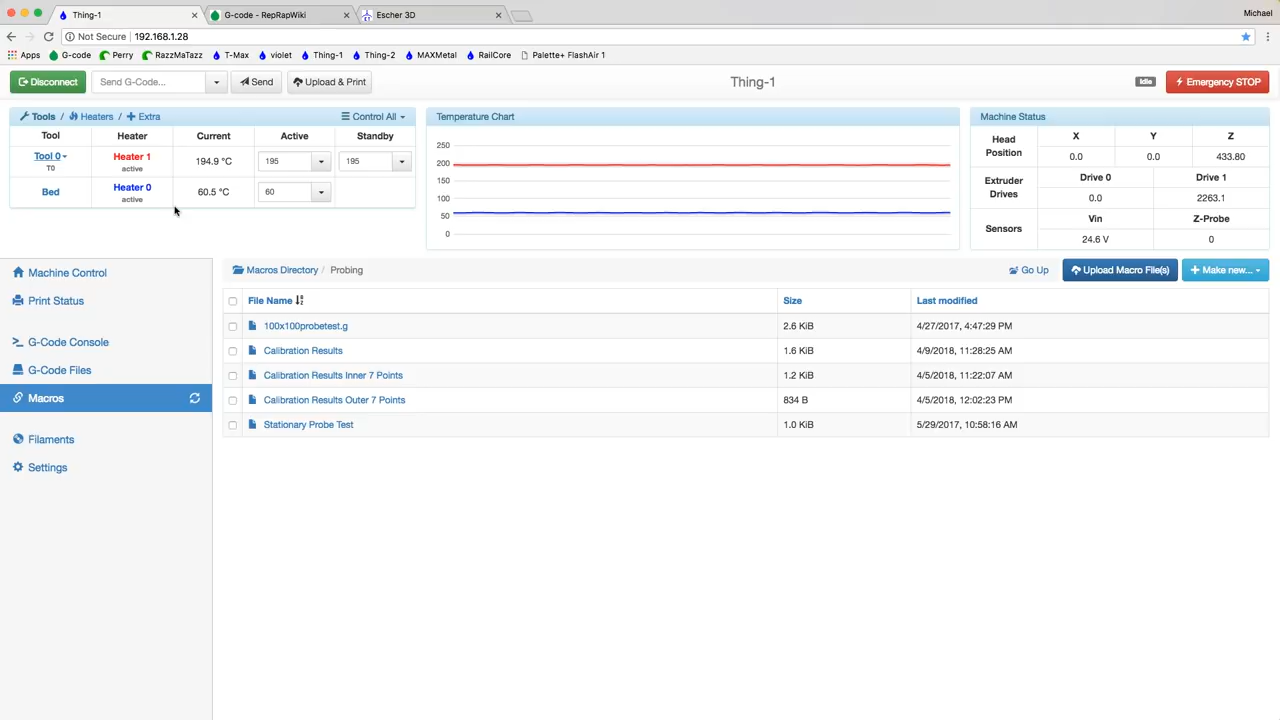 Thing-1
G-code - RepRapWiki
Escher 3D
Michael
Not Secure
192.168.1.28
Apps
G-code
Perry
RazzMaTazz
T-Max
violet
Thing-1
Thing-2
MAXMetal
RailCore
Palette+ FlashAir 1
Disconnect
Send G-Code...
Send
Upload & Print
Thing-1
Idle
Emergency STOP
Tools / Heaters / Extra
Control All
Tool Heater Current Active Standby
Tool 0 Heater 1 194.9 °C 195 195
T0 active
Bed Heater 0 60.5 °C 60
active
Temperature Chart
250
200
150
100
50
0
Machine Status
Head Position X Y Z
0.0 0.0 433.80
Extruder Drives Drive 0 Drive 1
0.0 2263.1
Sensors Vin Z-Probe
24.6 V 0
Machine Control
Print Status
G-Code Console
G-Code Files
Macros
Filaments
Settings
Macros Directory / Probing
Go Up
Upload Macro File(s)
Make new...
File Name Size Last modified
100x100probetest.g 2.6 KiB 4/27/2017, 4:47:29 PM
Calibration Results 1.6 KiB 4/9/2018, 11:28:25 AM
Calibration Results Inner 7 Points 1.2 KiB 4/5/2018, 11:22:07 AM
Calibration Results Outer 7 Points 834 B 4/5/2018, 12:02:23 PM
Stationary Probe Test 1.0 KiB 5/29/2017, 10:58:16 AM